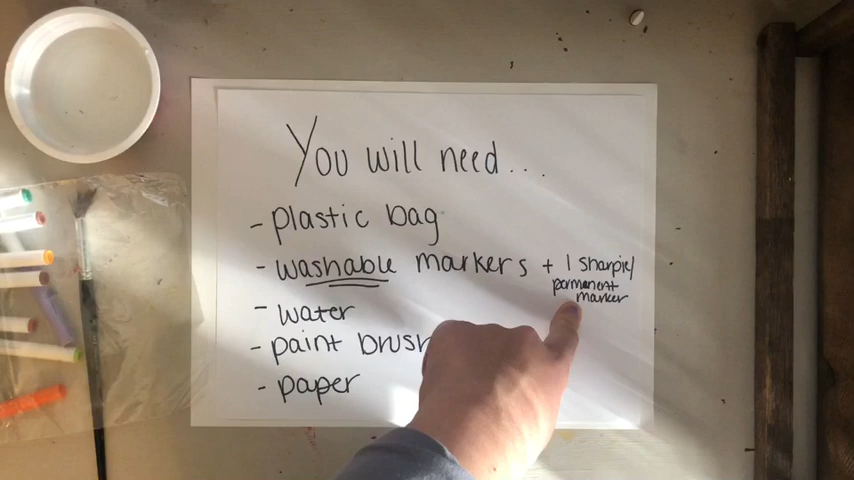 You will need...
- plastic bag
- washable markers + 1 sharpie/
permanent
marker
- water
- paint brush
- paper